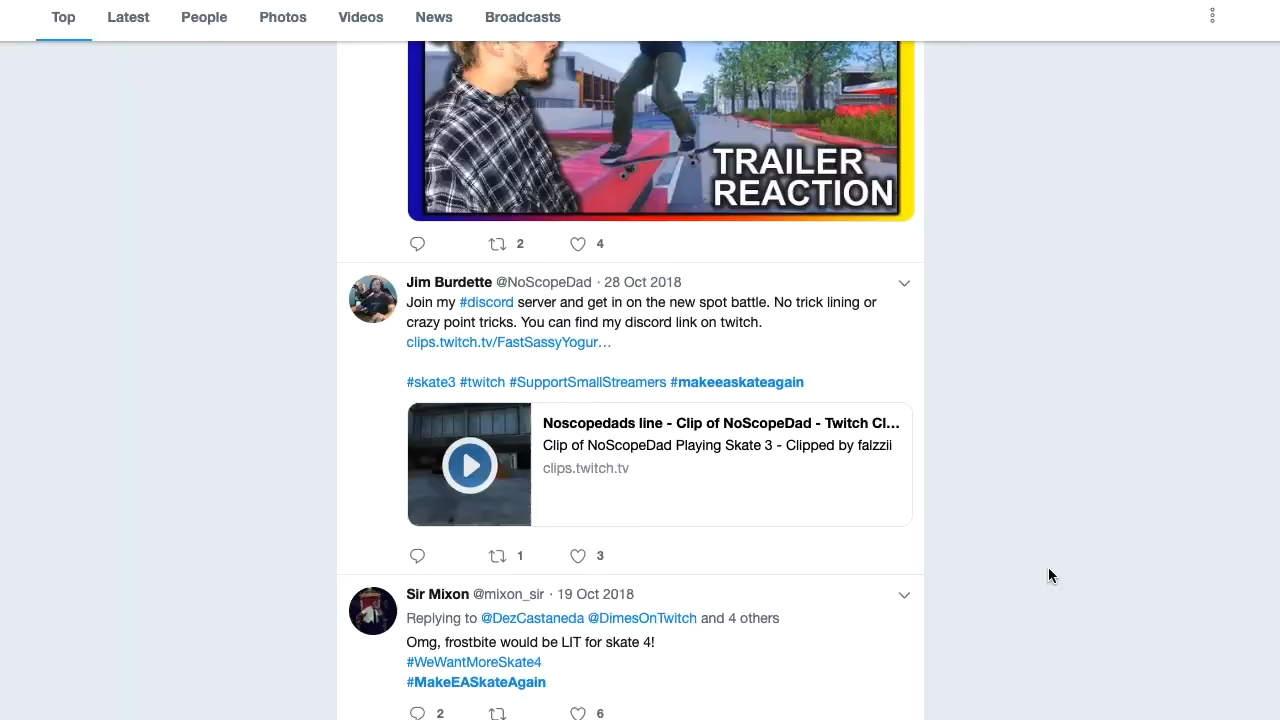 Top Latest People Photos Videos News Broadcasts
TRAILER
REACTION
2 4
Jim Burdette @NoScopeDad · 28 Oct 2018
Join my #discord server and get in on the new spot battle. No trick lining or
crazy point tricks. You can find my discord link on twitch.
clips.twitch.tv/FastSassyYogur…
#skate3 #twitch #SupportSmallStreamers #makeeaskateagain
Noscopedads line - Clip of NoScopeDad - Twitch Cl...
Clip of NoScopeDad Playing Skate 3 - Clipped by falzzii
clips.twitch.tv
1 3
Sir Mixon @mixon_sir · 19 Oct 2018
Replying to @DezCastaneda @DimesOnTwitch and 4 others
Omg, frostbite would be LIT for skate 4!
#WeWantMoreSkate4
#MakeEASkateAgain
2 6